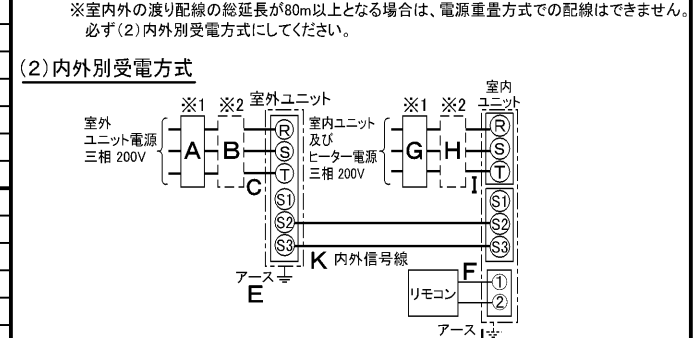 ※室内外の渡り配線の総延長が80m以上となる場合は、電源重畳方式での配線はできません。
必ず(2)内外別受電方式にしてください。
(2)内外別受電方式
※1 ※2 室外ユニット
室外
ユニット電源
三相 200V
A B C
R
S
T
S1
S2
S3
アース
E
K 内外信号線
※1 ※2
室内
ユニット
室内ユニット
及び
ヒーター電源
三相 200V
G H I
R
S
T
S1
S2
S3
F
リモコン
①
②
アース